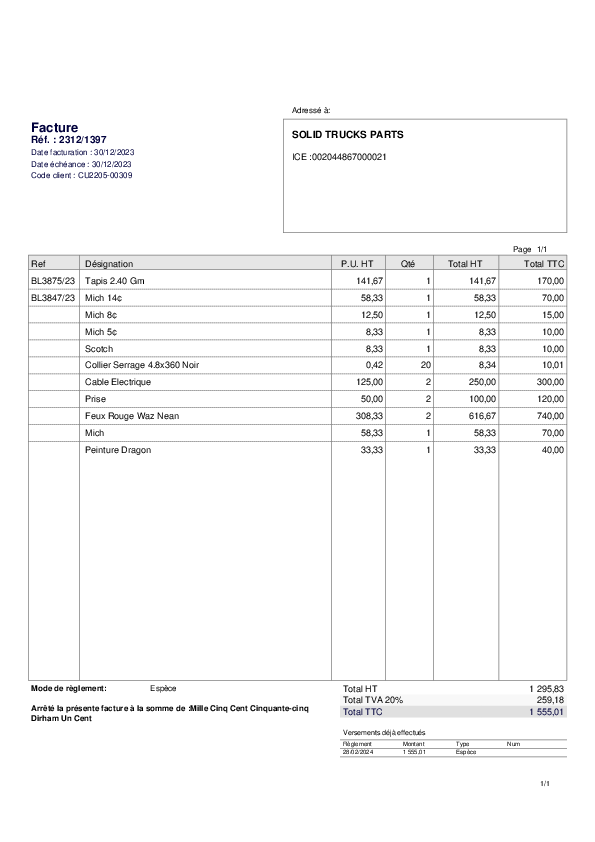 Adressé à:
Facture
Réf. : 2312/1397
Date facturation : 30/12/2023
Date échéance : 30/12/2023
Code client : CU2205-00309
SOLID TRUCKS PARTS
ICE :002044867000021
Page 1/1
Ref Désignation P.U. HT Qté Total HT Total TTC
BL3875/23 Tapis 2.40 Gm 141,67 1 141,67 170,00
BL3847/23 Mich 14¢ 58,33 1 58,33 70,00
Mich 8¢ 12,50 1 12,50 15,00
Mich 5¢ 8,33 1 8,33 10,00
Scotch 8,33 1 8,33 10,00
Collier Serrage 4.8x360 Noir 0,42 20 8,34 10,01
Cable Electrique 125,00 2 250,00 300,00
Prise 50,00 2 100,00 120,00
Feux Rouge Waz Nean 308,33 2 616,67 740,00
Mich 58,33 1 58,33 70,00
Peinture Dragon 33,33 1 33,33 40,00
Mode de règlement: Espèce
Arrêté la présente facture à la somme de :Mille Cinq Cent Cinquante-cinq
Dirham Un Cent
Total HT 1 295,83
Total TVA 20% 259,18
Total TTC 1 555,01
Versements déjà effectués
Règlement Montant Type Num
28/02/2024 1 555,01 Espèce
1/1